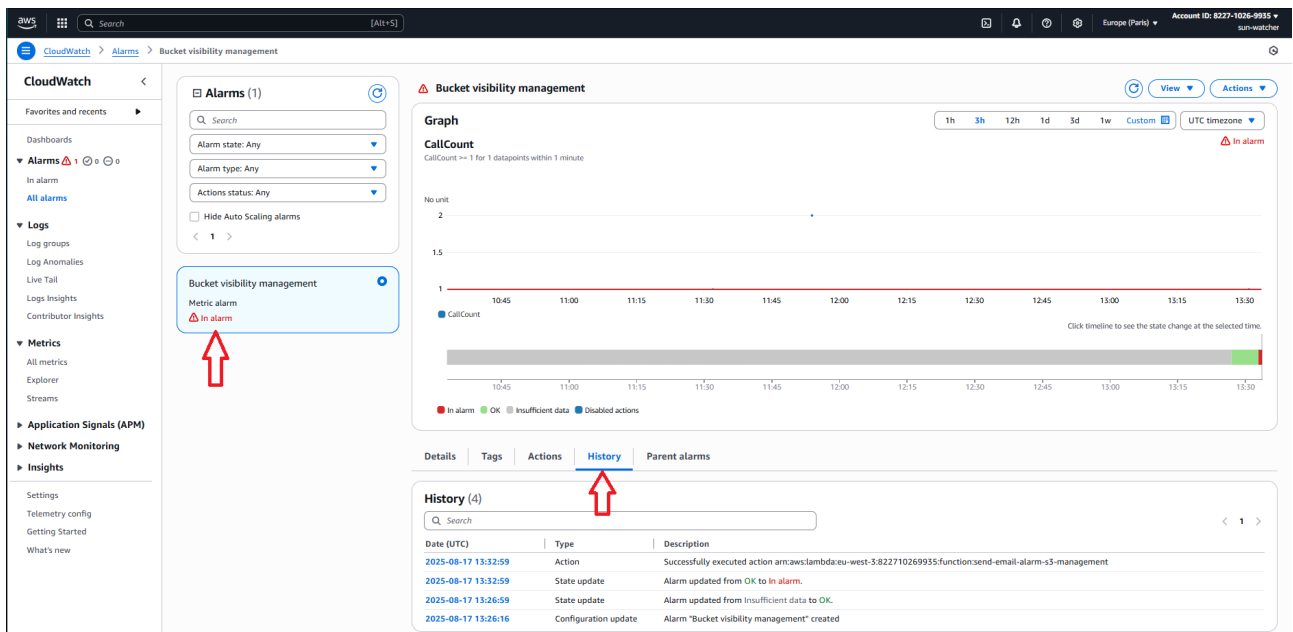 aws
Search
[Alt+S]
Europe (Paris)
Account ID: 8227-1026-9935
sun-watcher
CloudWatch > Alarms > Bucket visibility management
CloudWatch
Favorites and recents
Dashboards
Alarms 1 0 0
In alarm
All alarms
Logs
Log groups
Log Anomalies
Live Tail
Logs Insights
Contributor Insights
Metrics
All metrics
Explorer
Streams
Application Signals (APM)
Network Monitoring
Insights
Settings
Telemetry config
Getting Started
What's new
Alarms (1)
Search
Alarm state: Any
Alarm type: Any
Actions status: Any
Hide Auto Scaling alarms
< 1 >
Bucket visibility management
Metric alarm
In alarm
Bucket visibility management
View
Actions
Graph
1h 3h 12h 1d 3d 1w Custom
UTC timezone
CallCount
In alarm
CallCount >= 1 for 1 datapoints within 1 minute
No unit
2
1.5
1
10:45 11:00 11:15 11:30 11:45 12:00 12:15 12:30 12:45 13:00 13:15 13:30
CallCount
Click timeline to see the state change at the selected time.
10:45 11:00 11:15 11:30 11:45 12:00 12:15 12:30 12:45 13:00 13:15 13:30
In alarm OK Insufficient data Disabled actions
Details Tags Actions History Parent alarms
History (4)
Search
< 1 >
Date (UTC) Type Description
2025-08-17 13:32:59 Action Successfully executed action arn:aws:lambda:eu-west-3:822710269935:function:send-email-alarm-s3-management
2025-08-17 13:32:59 State update Alarm updated from OK to In alarm.
2025-08-17 13:26:59 State update Alarm updated from Insufficient data to OK.
2025-08-17 13:26:16 Configuration update Alarm "Bucket visibility management" created